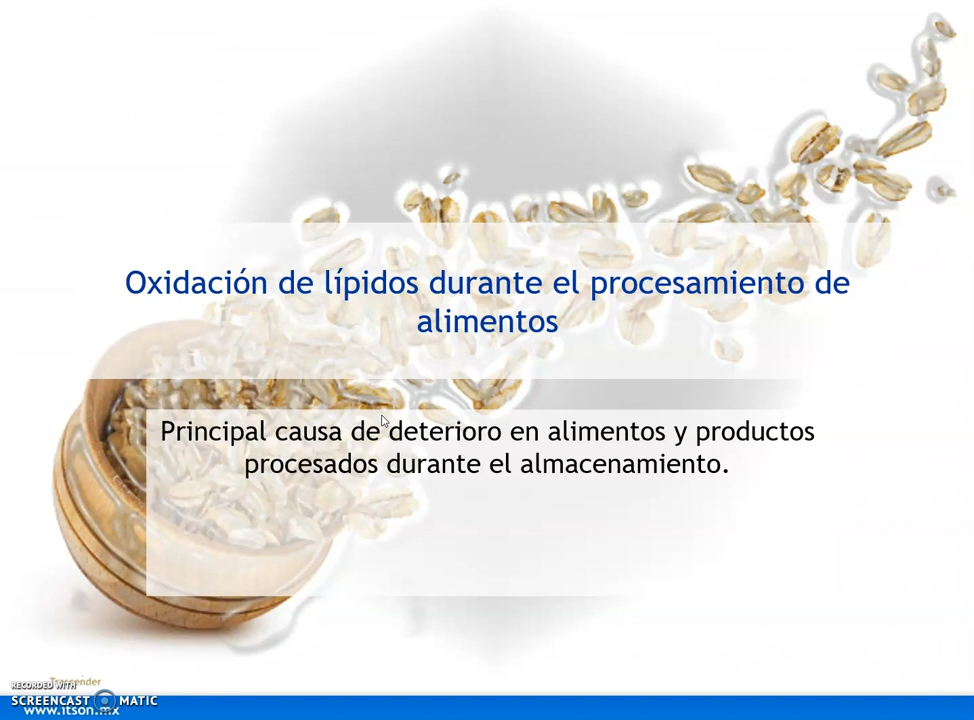 Oxidación de lípidos durante el procesamiento de
alimentos
Principal causa de deterioro en alimentos y productos
procesados durante el almacenamiento.
RECORDED WITH
SCREENCAST MATIC
www.itson.mx